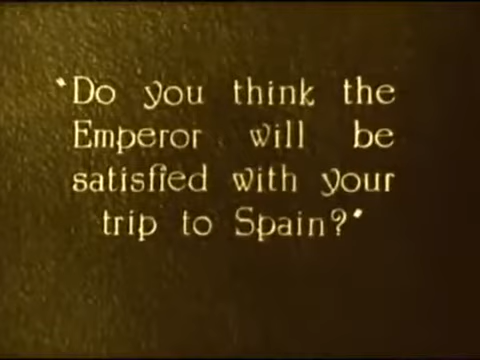 "Do you think the
Emperor will be
satisfied with your
trip to Spain?"